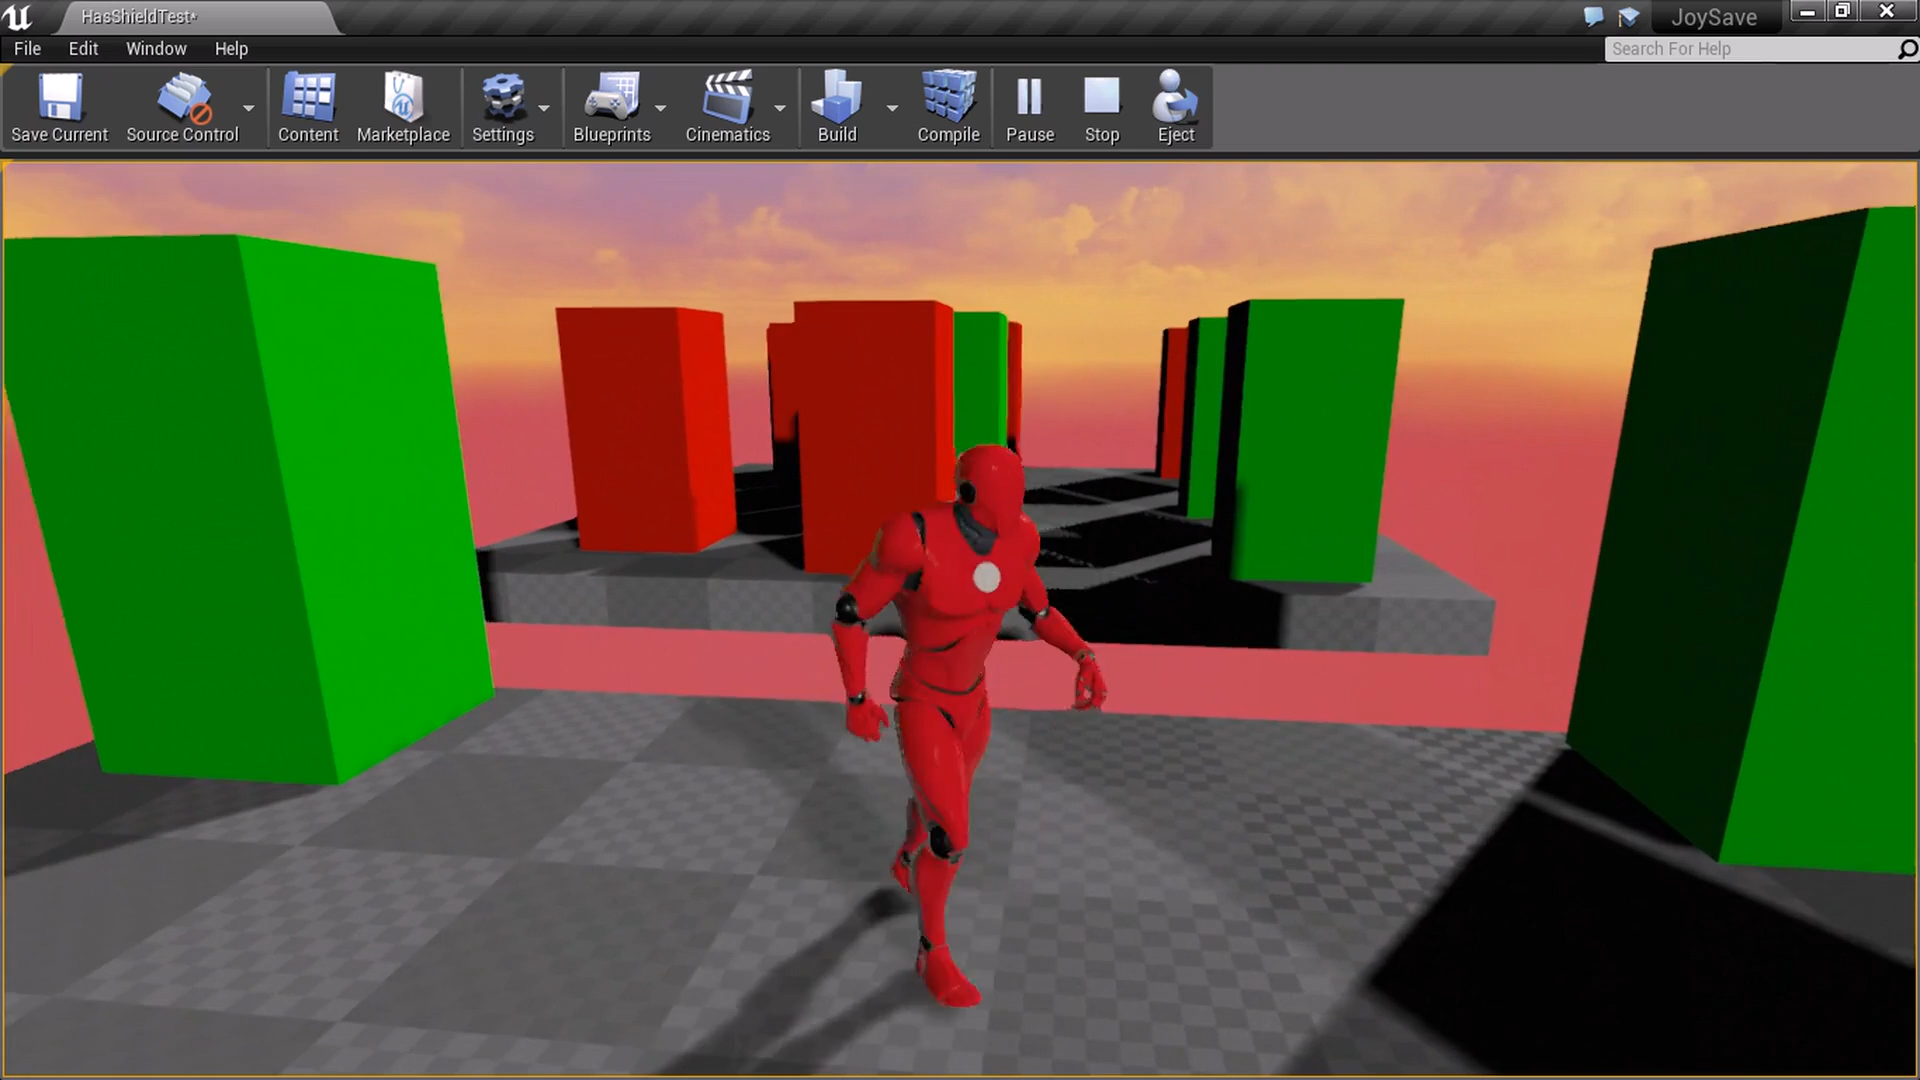 HasShieldTest*
JoySave
File Edit Window Help
Search For Help
Save Current Source Control Content Marketplace Settings Blueprints Cinematics Build Compile Pause Stop Eject